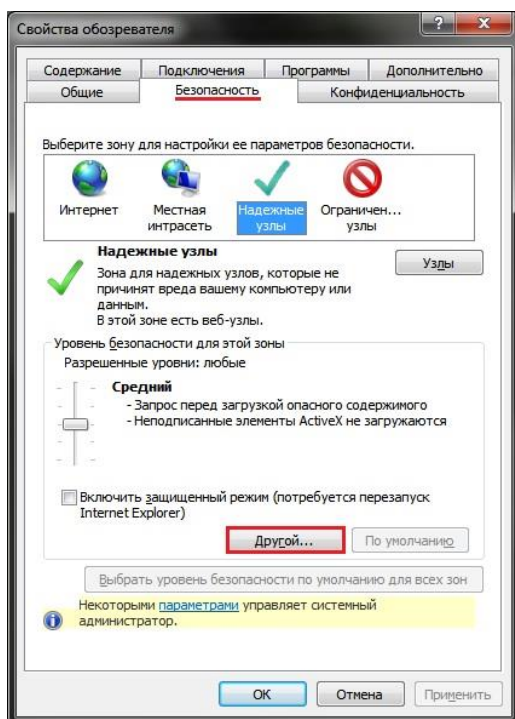 Свойства обозревателя
Содержание Подключения Программы Дополнительно
Общие Безопасность Конфиденциальность
Выберите зону для настройки ее параметров безопасности.
Интернет Местная интрасеть Надежные узлы Ограничен... узлы
Надежные узлы
Узлы
Зона для надежных узлов, которые не
причинят вреда вашему компьютеру или
данным.
В этой зоне есть веб-узлы.
Уровень безопасности для этой зоны
Разрешенные уровни: любые
Средний
- Запрос перед загрузкой опасного содержимого
- Неподписанные элементы ActiveX не загружаются
Включить защищенный режим (потребуется перезапуск
Internet Explorer)
Другой... По умолчанию
Выбрать уровень безопасности по умолчанию для всех зон
Некоторыми параметрами управляет системный
администратор.
ОК Отмена Применить